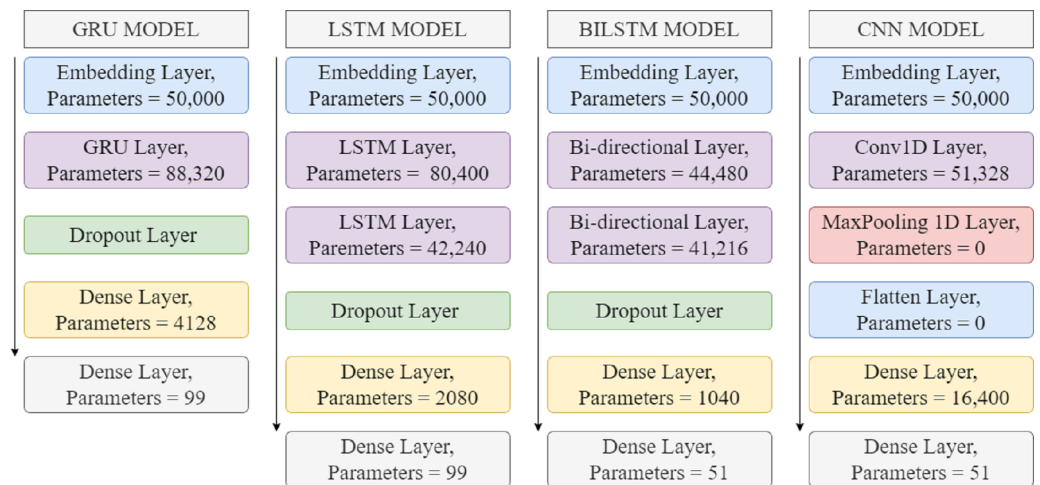 GRU MODEL
Embedding Layer,
Parameters = 50,000
GRU Layer,
Parameters = 88,320
Dropout Layer
Dense Layer,
Parameters = 4128
Dense Layer,
Parameters = 99
LSTM MODEL
Embedding Layer,
Parameters = 50,000
LSTM Layer,
Parameters = 80,400
LSTM Layer,
Paremeters = 42,240
Dropout Layer
Dense Layer,
Parameters = 2080
Dense Layer,
Parameters = 99
BILSTM MODEL
Embedding Layer,
Parameters = 50,000
Bi-directional Layer,
Parameters = 44,480
Bi-directional Layer,
Parameters = 41,216
Dropout Layer
Dense Layer,
Parameters = 1040
Dense Layer,
Parameters = 51
CNN MODEL
Embedding Layer,
Parameters = 50,000
Conv1D Layer,
Parameters = 51,328
MaxPooling 1D Layer,
Parameters = 0
Flatten Layer,
Parameters = 0
Dense Layer,
Parameters = 16,400
Dense Layer,
Parameters = 51